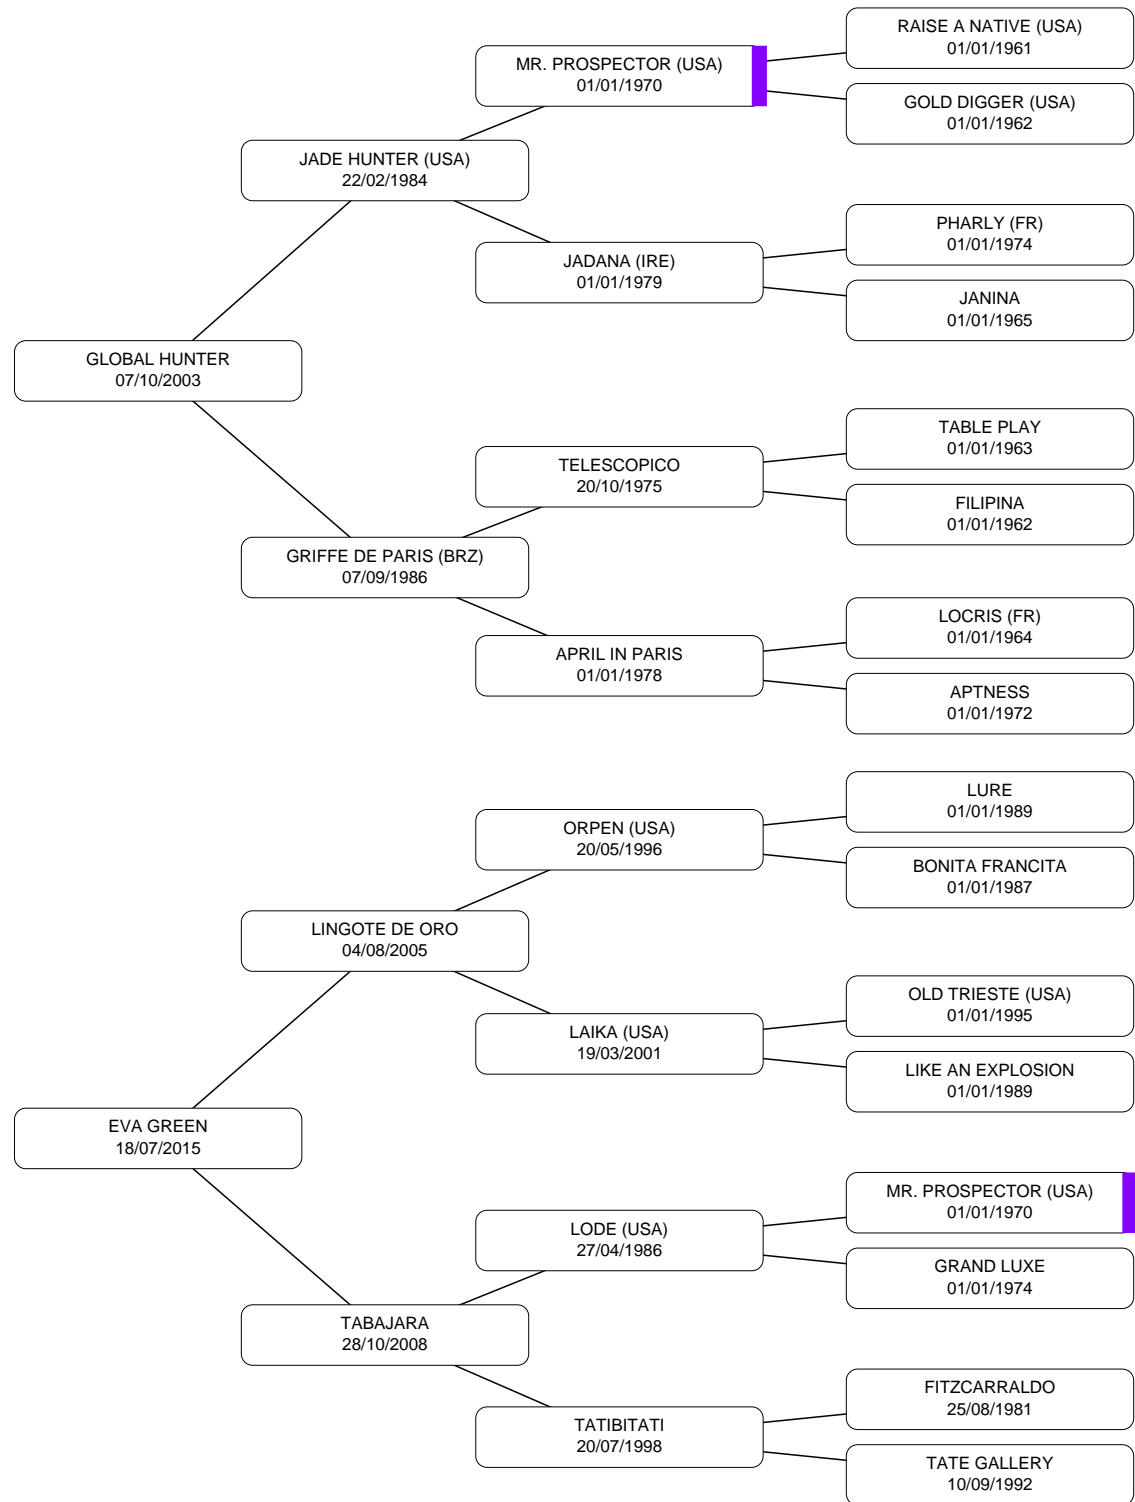 RAISE A NATIVE (USA)
01/01/1961
MR. PROSPECTOR (USA)
01/01/1970
GOLD DIGGER (USA)
01/01/1962
JADE HUNTER (USA)
22/02/1984
PHARLY (FR)
01/01/1974
JADANA (IRE)
01/01/1979
JANINA
01/01/1965
GLOBAL HUNTER
07/10/2003
TABLE PLAY
01/01/1963
TELESCOPICO
20/10/1975
FILIPINA
01/01/1962
GRIFFE DE PARIS (BRZ)
07/09/1986
LOCRIS (FR)
01/01/1964
APRIL IN PARIS
01/01/1978
APTNESS
01/01/1972
LURE
01/01/1989
ORPEN (USA)
20/05/1996
BONITA FRANCITA
01/01/1987
LINGOTE DE ORO
04/08/2005
OLD TRIESTE (USA)
01/01/1995
LAIKA (USA)
19/03/2001
LIKE AN EXPLOSION
01/01/1989
EVA GREEN
18/07/2015
MR. PROSPECTOR (USA)
01/01/1970
LODE (USA)
27/04/1986
GRAND LUXE
01/01/1974
TABAJARA
28/10/2008
FITZCARRALDO
25/08/1981
TATIBITATI
20/07/1998
TATE GALLERY
10/09/1992